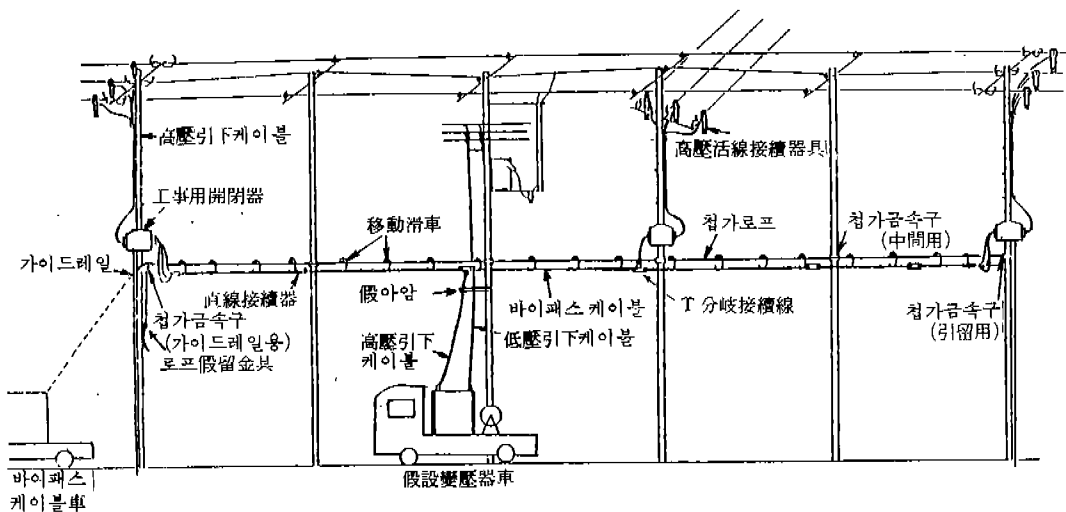 高壓引下케이블
高壓活線接續器具
工事用開閉器
移動滑車
첩가로프
첩가금속구
(中間用)
가이드레일
直線接續器
假아암
바이패스케이블
T分岐接續線
첩가금속구
(引留用)
첩가금속구
(가이드레일용)
로프假留金具
高壓引下
케이블
低壓引下케이블
바이패스
케이블車
假設變壓器車